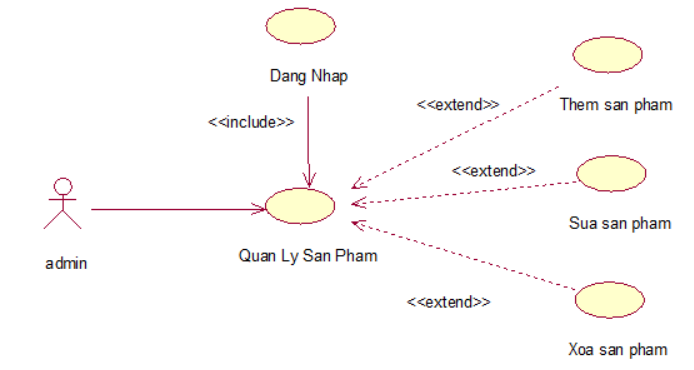 Dang Nhap
<<include>>
<<extend>>
Them san pham
<<extend>>
Sua san pham
admin
Quan Ly San Pham
<<extend>>
Xoa san pham